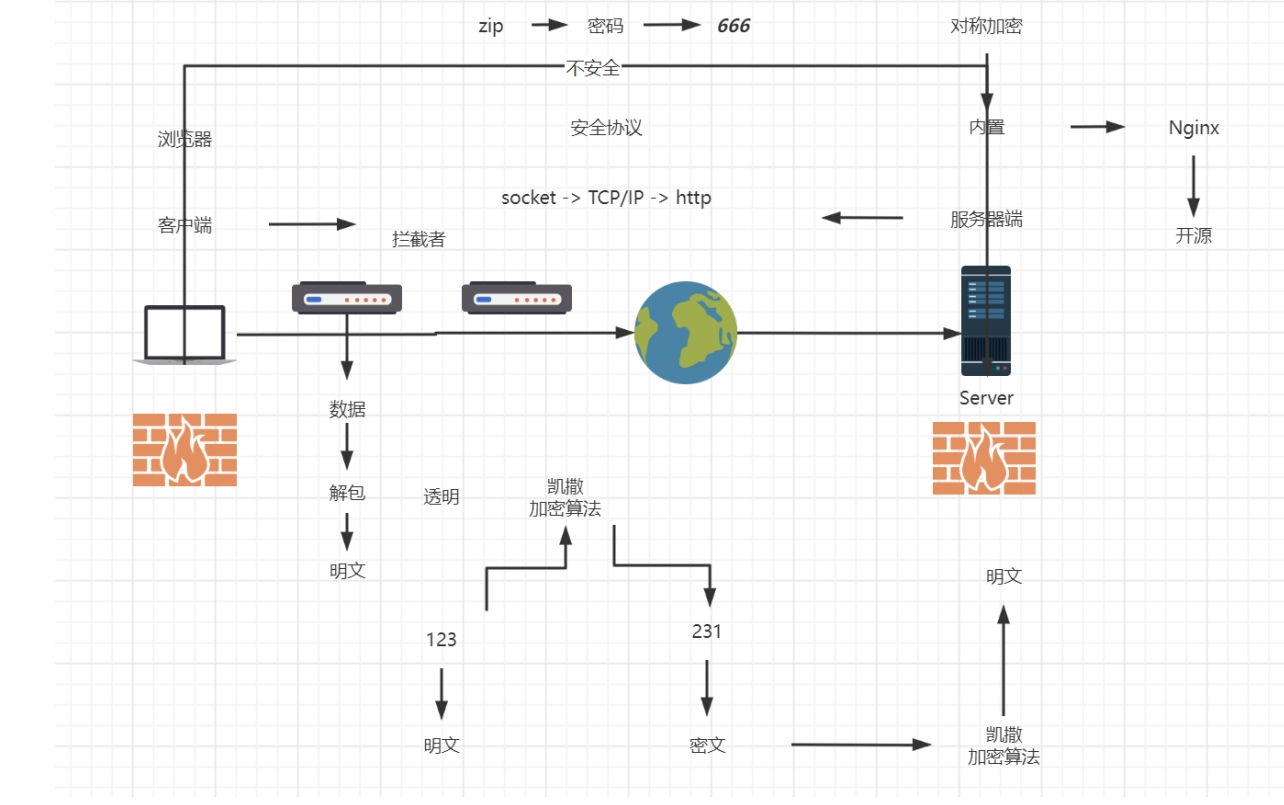 zip
密码
666
对称加密
不安全
浏览器
安全协议
内置
Nginx
socket -> TCP/IP -> http
客户端
拦截者
服务器端
开源
Server
数据
解包
透明
凯撒
加密算法
明文
明文
123
231
明文
密文
凯撒
加密算法